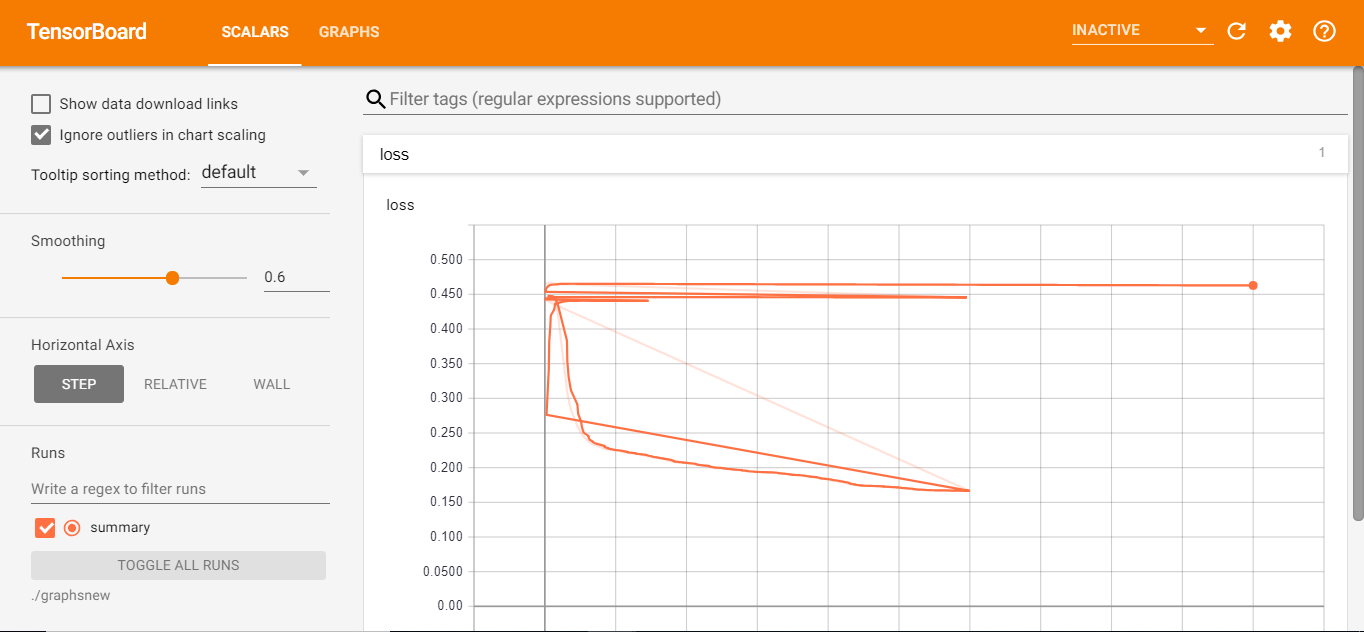 TensorBoard SCALARS GRAPHS INACTIVE
Show data download links
Ignore outliers in chart scaling
Tooltip sorting method: default
Smoothing
0.6
Horizontal Axis
STEP RELATIVE WALL
Runs
Write a regex to filter runs
summary
TOGGLE ALL RUNS
./graphsnew
Filter tags (regular expressions supported)
loss 1
loss
0.500
0.450
0.400
0.350
0.300
0.250
0.200
0.150
0.100
0.0500
0.00